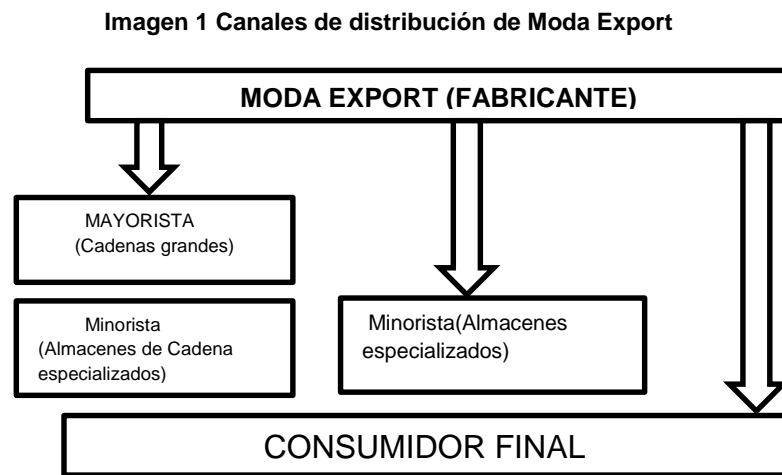 Imagen 1 Canales de distribución de Moda Export
MODA EXPORT (FABRICANTE)
MAYORISTA
(Cadenas grandes)
Minorista
(Almacenes de Cadena
especializados)
Minorista(Almacenes
especializados)
CONSUMIDOR FINAL